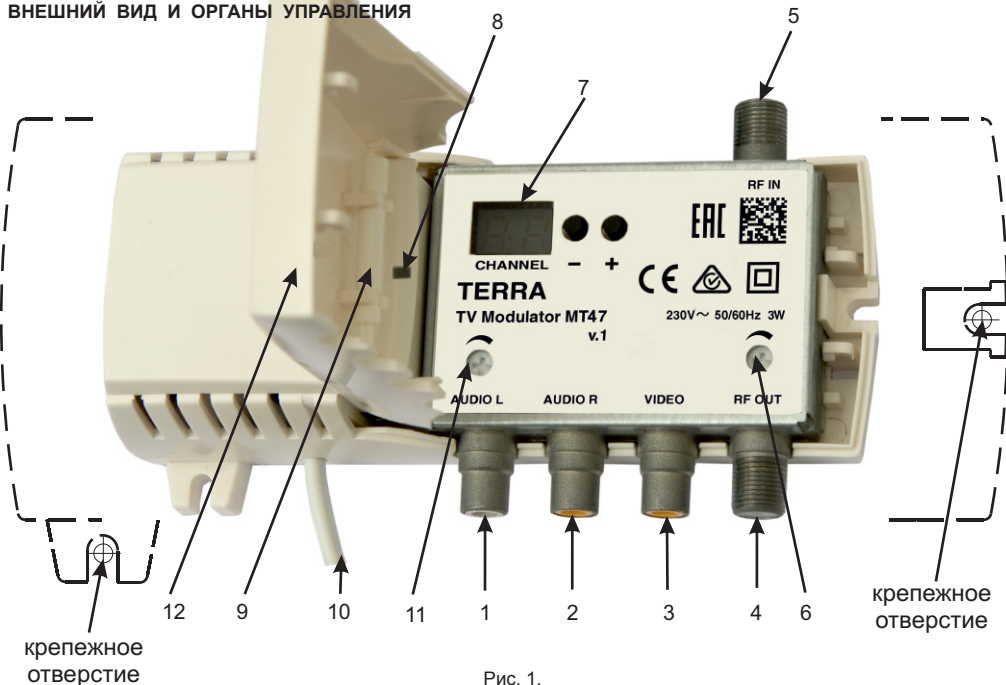 ВНЕШНИЙ ВИД И ОРГАНЫ УПРАВЛЕНИЯ
8
5
7
RF IN
EAC
CHANNEL − +
TERRA
CE
TV Modulator MT47
230V~ 50/60Hz 3W
v.1
AUDIO L AUDIO R VIDEO RF OUT
12 9 10 11 1 2 3 4 6
крепежное
отверстие
крепежное
отверстие
Рис. 1.